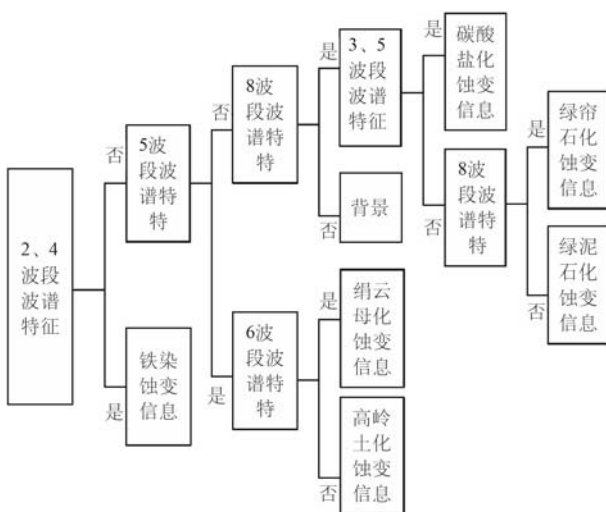 2、4
波段
波谱
特征
否
是
5波
段波
谱特
特
铁染
蚀变
信息
否
是
8波
段波
谱特
特
6波
段波
谱特
特
是
否
3、5
波段
波谱
特征
背景
是
否
绢云
母化
蚀变
信息
高岭
土化
蚀变
信息
是
否
碳酸
盐化
蚀变
信息
8波
段波
谱特
特
是
否
绿帘
石化
蚀变
信息
绿泥
石化
蚀变
信息